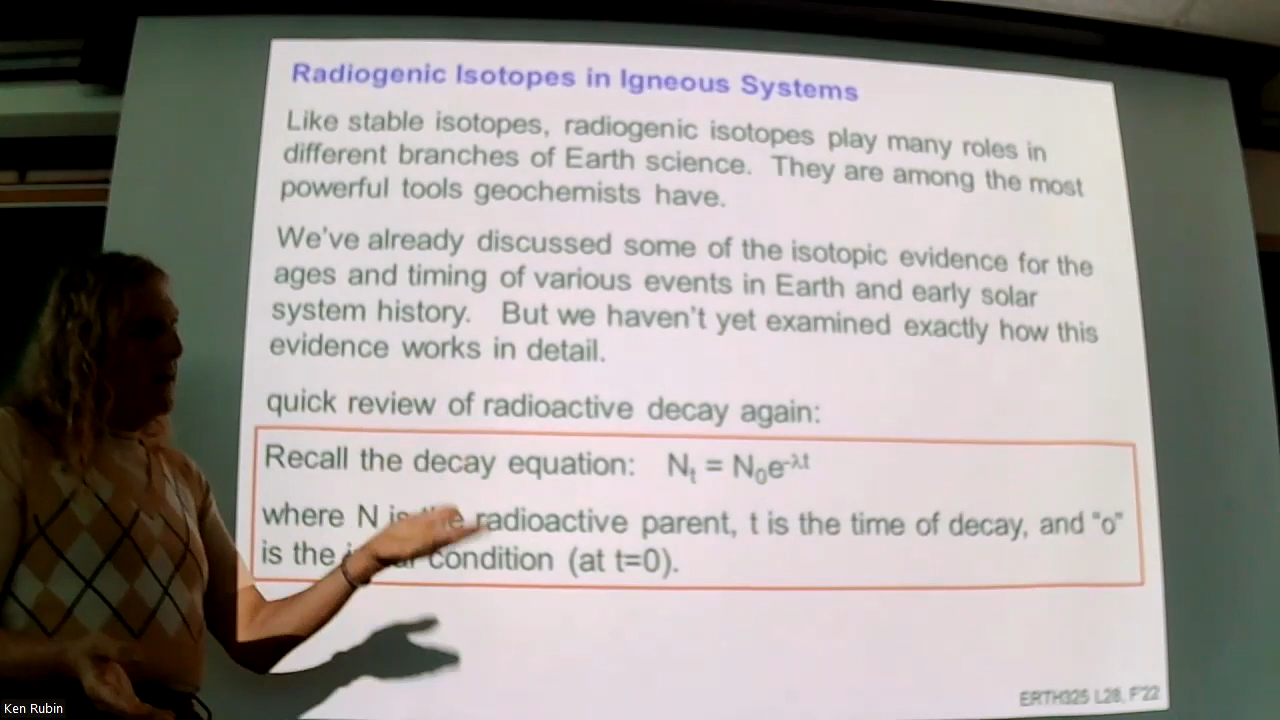 Radiogenic Isotopes in Igneous Systems
Like stable isotopes, radiogenic isotopes play many roles in
different branches of Earth science. They are among the most
powerful tools geochemists have.
We've already discussed some of the isotopic evidence for the
ages and timing of various events in Earth and early solar
system history. But we haven't yet examined exactly how this
evidence works in detail.
quick review of radioactive decay again:
Recall the decay equation: Nₜ = N₀e⁻λt
where N is the radioactive parent, t is the time of decay, and "o"
is the condition (at t=0).
ERTH325 L28, F'22
Ken Rubin